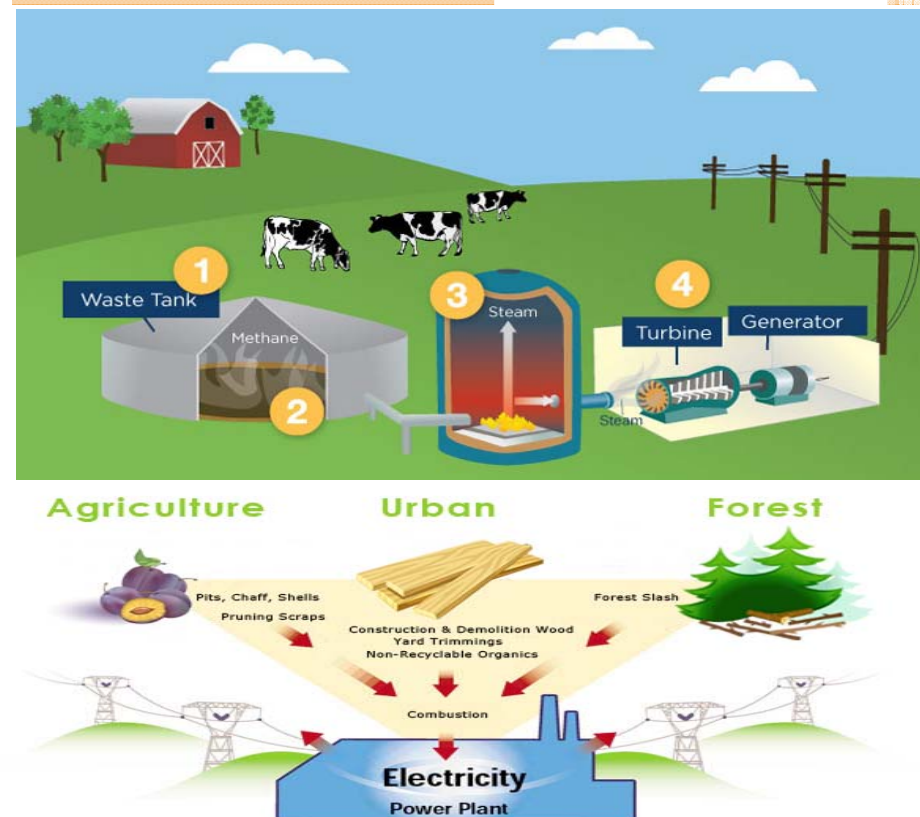 1
Waste Tank
Methane
2
3
Steam
4
Turbine
Generator
Steam
Agriculture
Urban
Forest
Pits, Chaff, Shells
Pruning Scraps
Construction & Demolition Wood
Yard Trimmings
Non-Recyclable Organics
Forest Slash
Combustion
Electricity
Power Plant